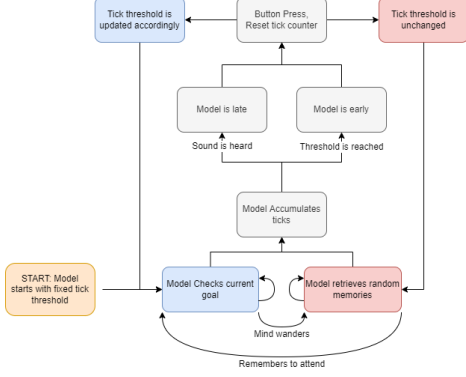 Tick threshold is
updated accordingly
Button Press,
Reset tick counter
Tick threshold is
unchanged
Model is late
Model is early
Sound is heard
Threshold is reached
Model Accumulates
ticks
START: Model
starts with fixed tick
threshold
Model Checks current
goal
Model retrieves random
memories
Mind wanders
Remembers to attend